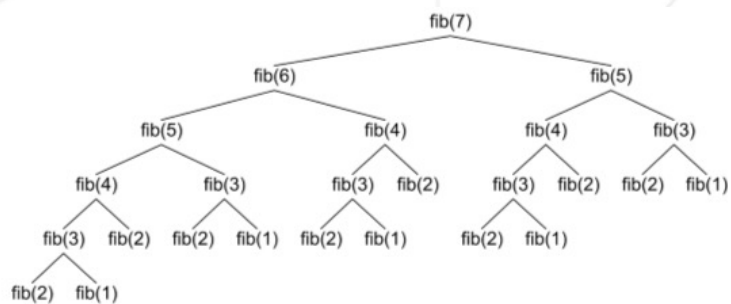 fib(7)
fib(6) fib(5)
fib(5) fib(4) fib(4) fib(3)
fib(4) fib(3) fib(3) fib(2) fib(3) fib(2) fib(2) fib(1)
fib(3) fib(2) fib(2) fib(1) fib(2) fib(1) fib(2) fib(1)
fib(2) fib(1)